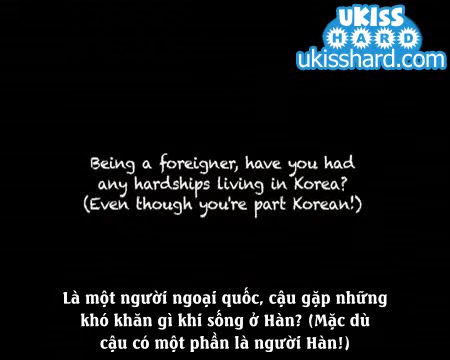 UKISS
HARD
ukisshard.com
Being a foreigner, have you had
any hardships living in Korea?
(Even though you're part Korean!)
Là một người ngoại quốc, cậu gặp những
khó khăn gì khi sống ở Hàn? (Mặc dù
cậu có một phần là người Hàn!)